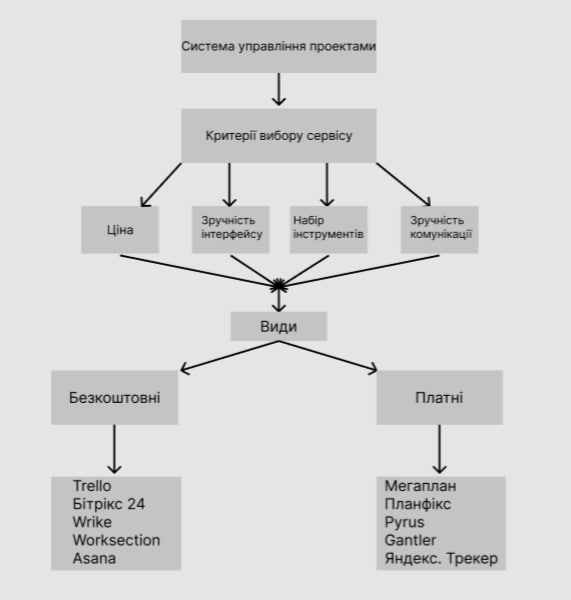 Система управління проектами
Критерії вибору сервісу
Ціна
Зручність
інтерфейсу
Набір
інструментів
Зручність
комунікації
Види
Безкоштовні
Платні
Trello
Бітрікс 24
Wrike
Worksection
Asana
Мегаплан
Планфікс
Pyrus
Gantler
Яндекс. Трекер